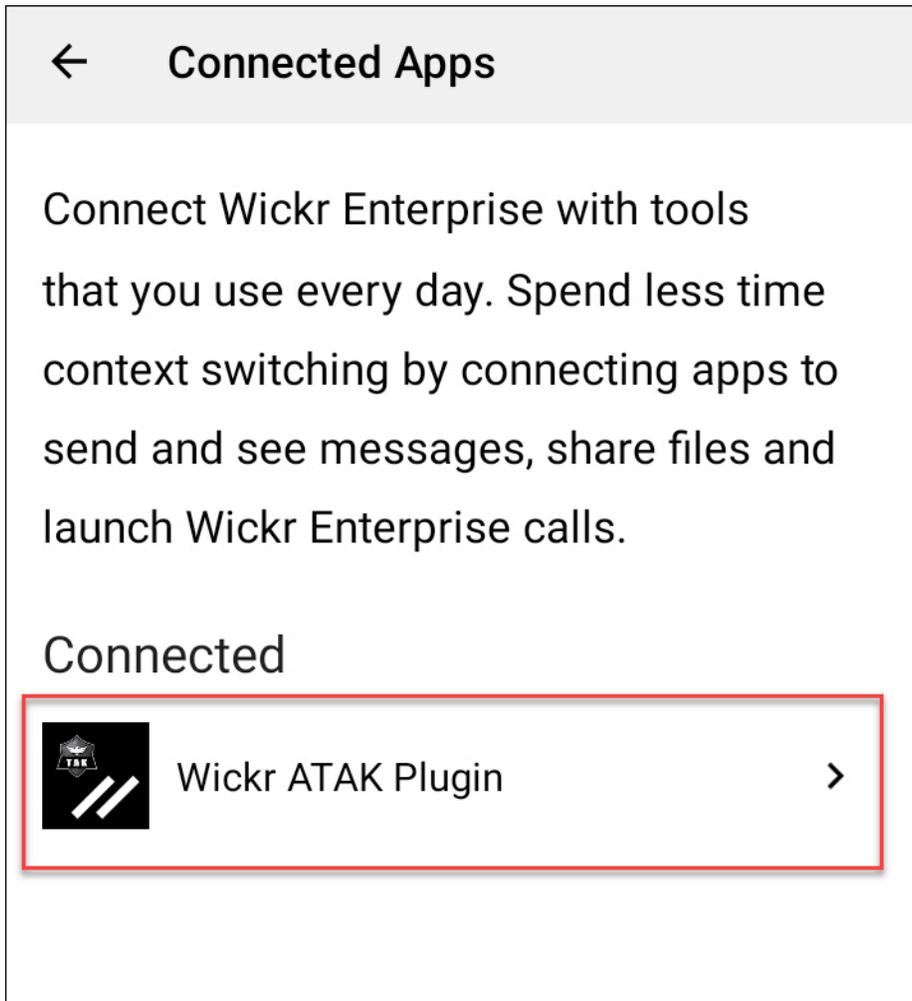 Connected Apps
Connect Wickr Enterprise with tools
that you use every day. Spend less time
context switching by connecting apps to
send and see messages, share files and
launch Wickr Enterprise calls.
Connected
TAK
Wickr ATAK Plugin